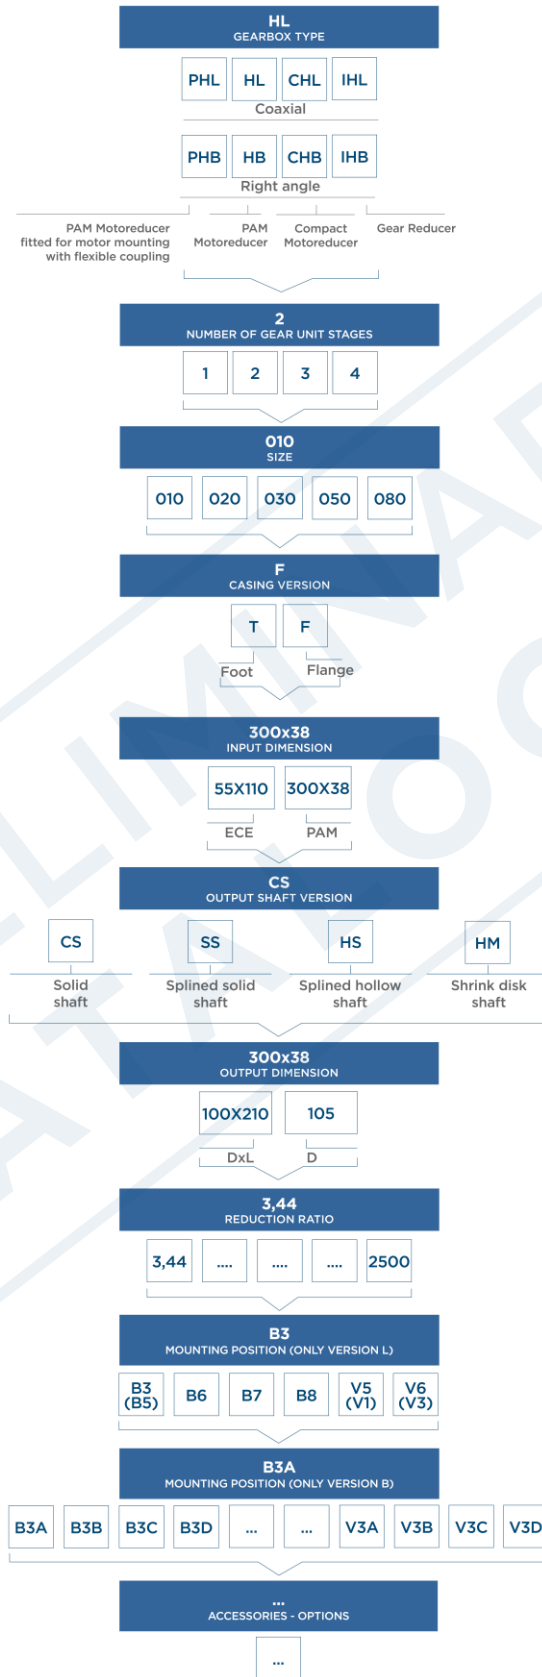 HL
GEARBOX TYPE
PHL HL CHL IHL
Coaxial
PHB HB CHB IHB
Right angle
PAM Motoreducer
fitted for motor mounting
with flexible coupling
PAM
Motoreducer
Compact
Motoreducer
Gear Reducer
2
NUMBER OF GEAR UNIT STAGES
1 2 3 4
010
SIZE
010 020 030 050 080
F
CASING VERSION
T F
Foot Flange
300x38
INPUT DIMENSION
55X110 300X38
ECE PAM
CS
OUTPUT SHAFT VERSION
CS SS HS HM
Solid
shaft
Splined solid
shaft
Splined hollow
shaft
Shrink disk
shaft
300x38
OUTPUT DIMENSION
100X210 105
DxL D
3,44
REDUCTION RATIO
3,44 .... .... .... 2500
B3
MOUNTING POSITION (ONLY VERSION L)
B3
(B5)
B6 B7 B8
V5
(V1)
V6
(V3)
B3A
MOUNTING POSITION (ONLY VERSION B)
B3A B3B B3C B3D ... ... V3A V3B V3C V3D
...
ACCESSORIES - OPTIONS
...